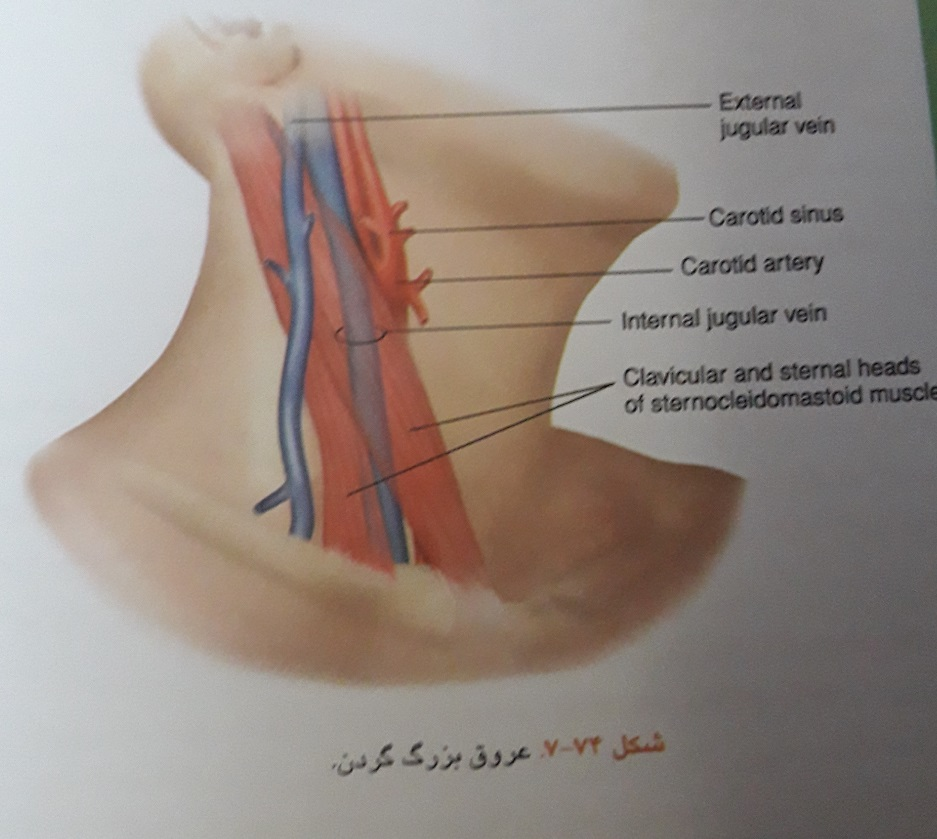 External
jugular vein
Carotid sinus
Carotid artery
Internal jugular vein
Clavicular and sternal heads
of sternocleidomastoid muscle
شکل ۷۴-۷. عروق بزرگ گردن.